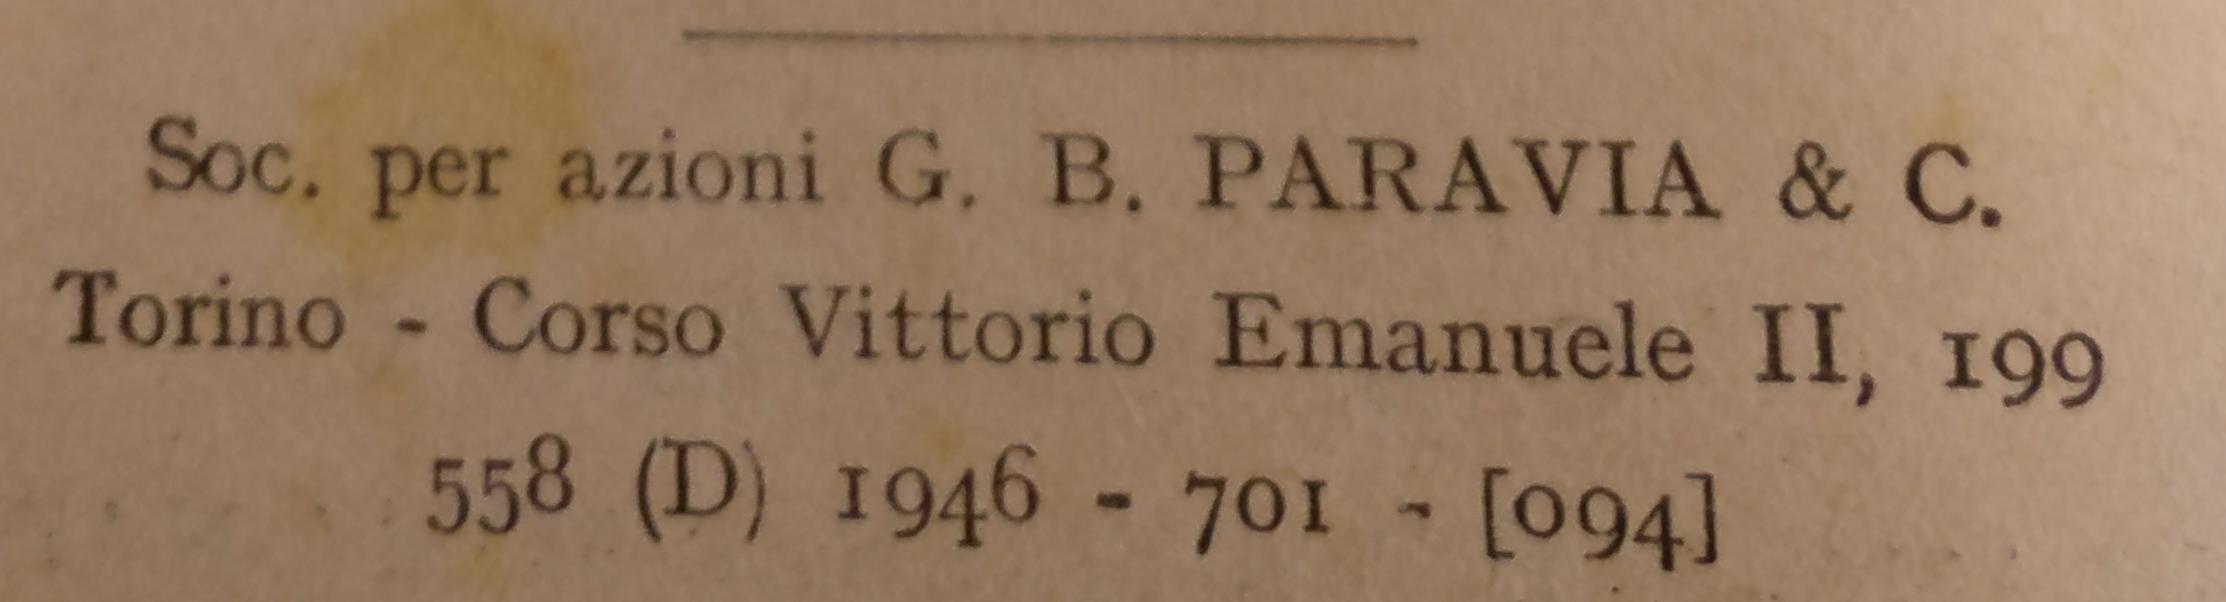 Soc. per azioni G. B. PARAVIA & C.
Torino - Corso Vittorio Emanuele II, 199
558 (D) 1946 - 701 - [094]